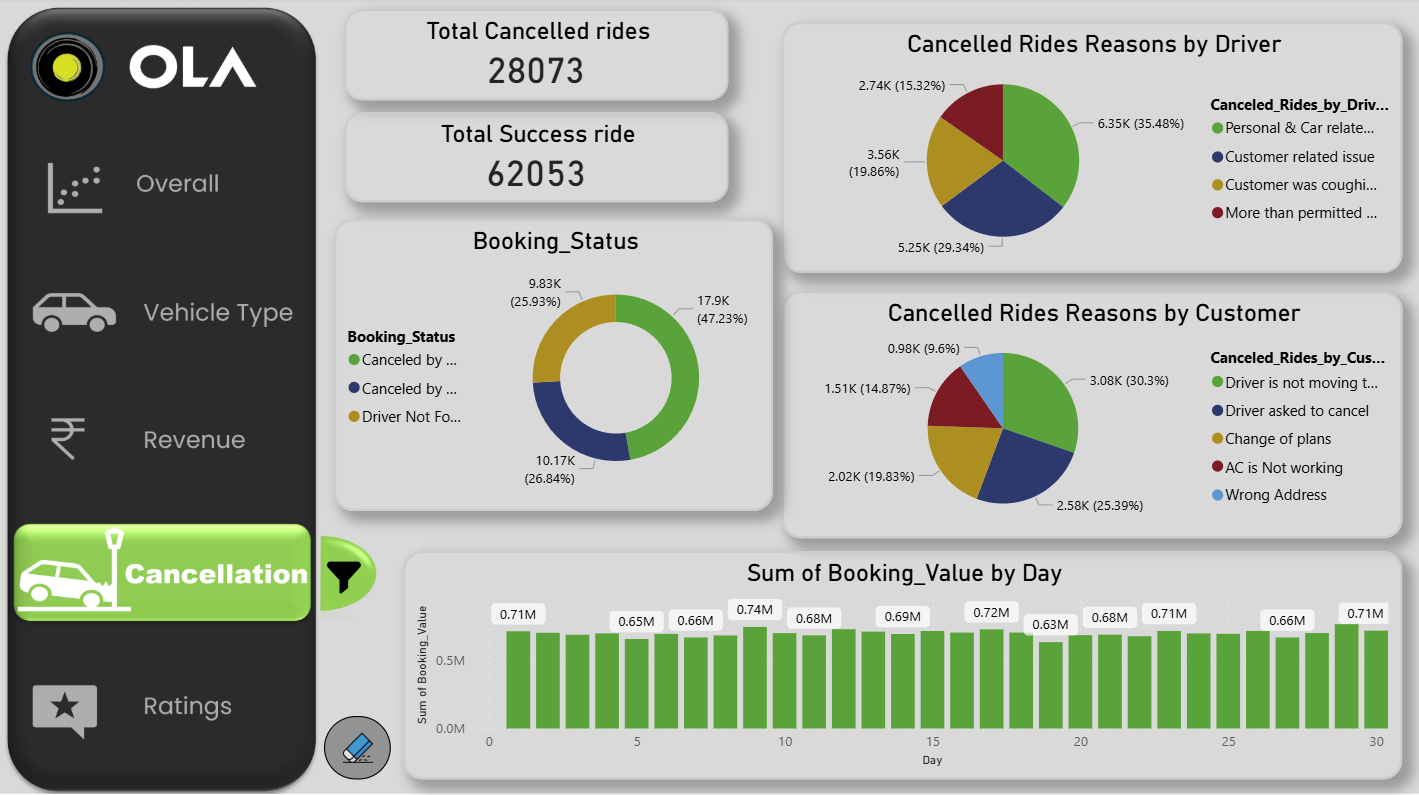 OLA
Overall
Vehicle Type
₹
Revenue
Cancellation
Ratings
Total Cancelled rides
28073
Total Success ride
62053
Booking_Status
9.83K
(25.93%)
17.9K
(47.23%)
10.17K
(26.84%)
Booking_Status
Canceled by ...
Canceled by ...
Driver Not Fo...
Cancelled Rides Reasons by Driver
2.74K (15.32%)
6.35K (35.48%)
3.56K
(19.86%)
5.25K (29.34%)
Canceled_Rides_by_Driv...
Personal & Car relate...
Customer related issue
Customer was coughi...
More than permitted ...
Cancelled Rides Reasons by Customer
0.98K (9.6%)
3.08K (30.3%)
1.51K (14.87%)
2.02K (19.83%)
2.58K (25.39%)
Canceled_Rides_by_Cus...
Driver is not moving t...
Driver asked to cancel
Change of plans
AC is Not working
Wrong Address
Sum of Booking_Value by Day
Sum of Booking_Value
0.5M
0.0M
0.71M
0.65M
0.66M
0.74M
0.68M
0.69M
0.72M
0.63M
0.68M
0.71M
0.66M
0.71M
0
5
10
15
20
25
30
Day